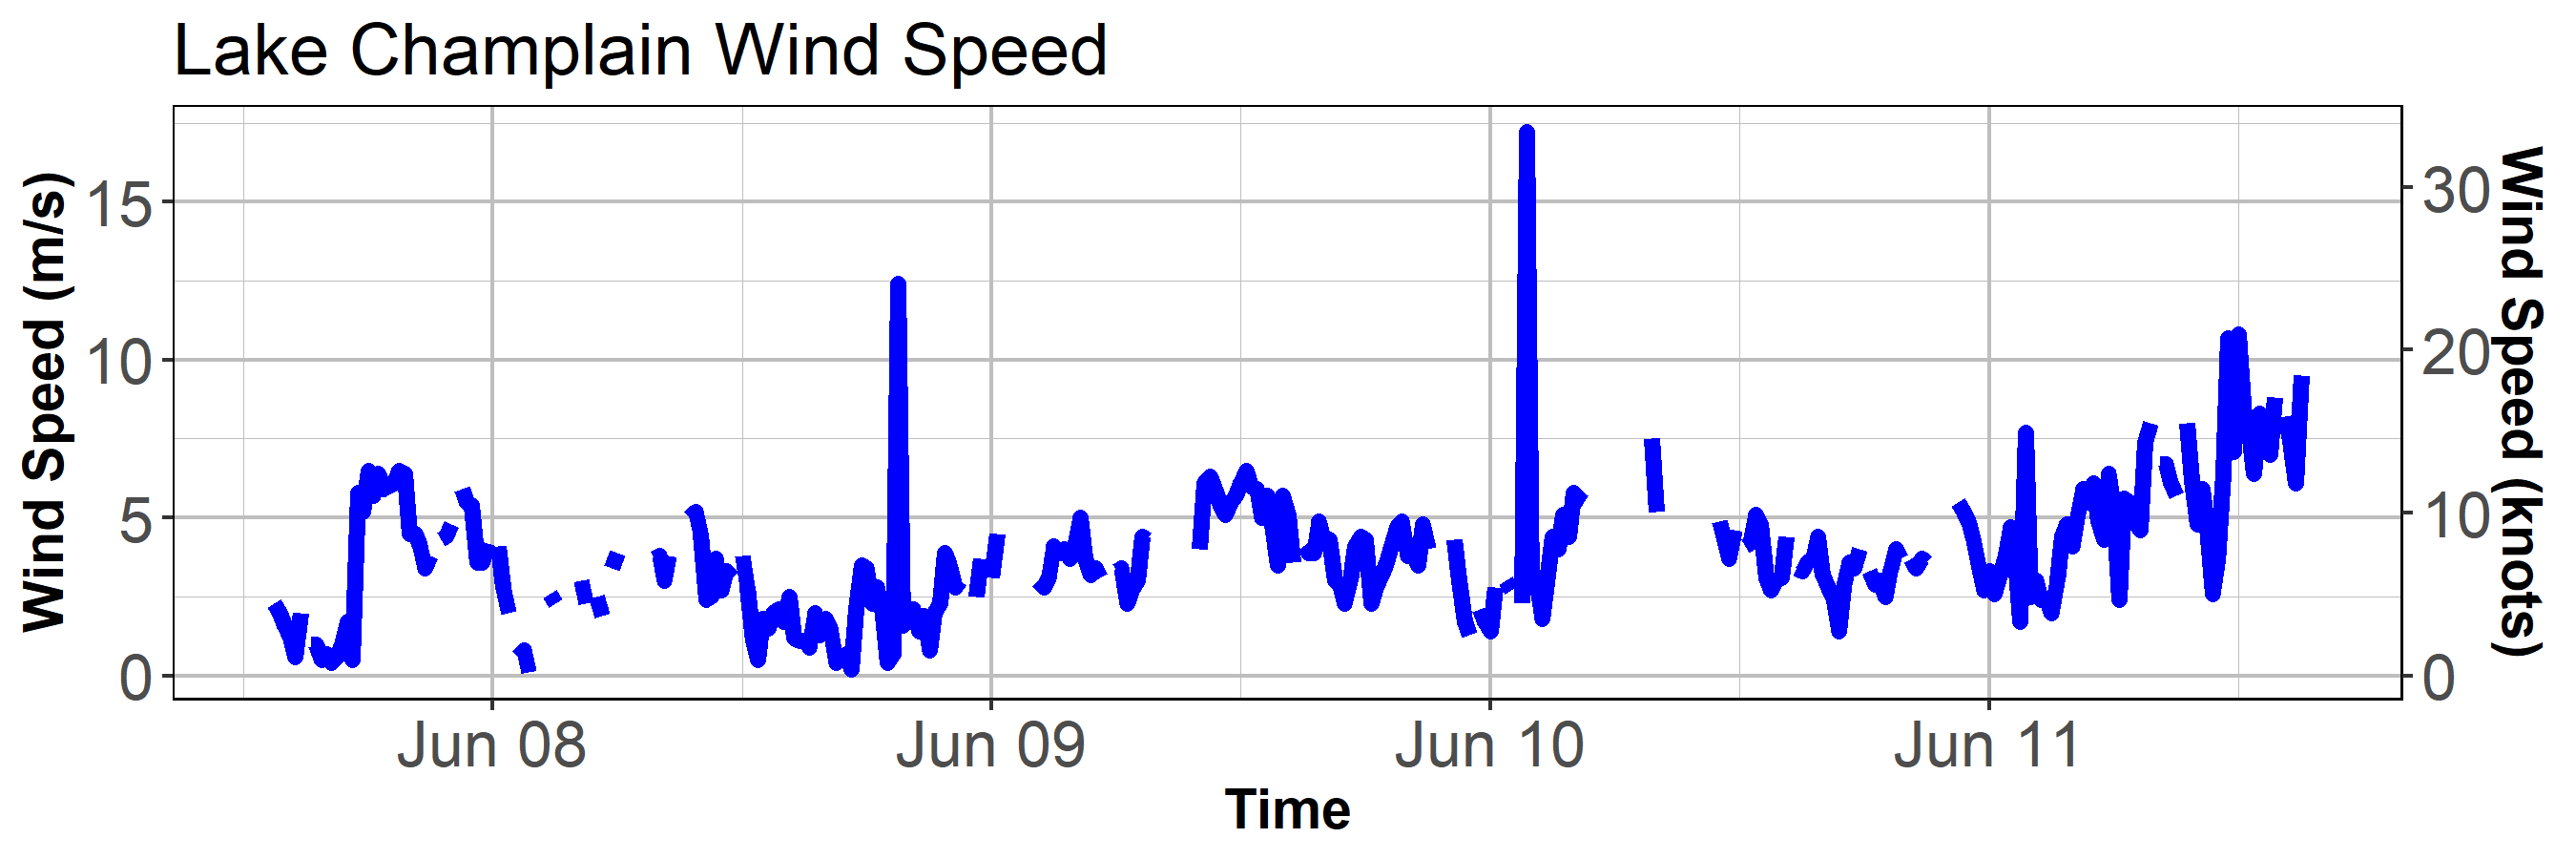 Lake Champlain Wind Speed
Wind Speed (m/s)
15
10
5
0
30
20
10
0
Wind Speed (knots)
Jun 08
Jun 09
Jun 10
Jun 11
Time